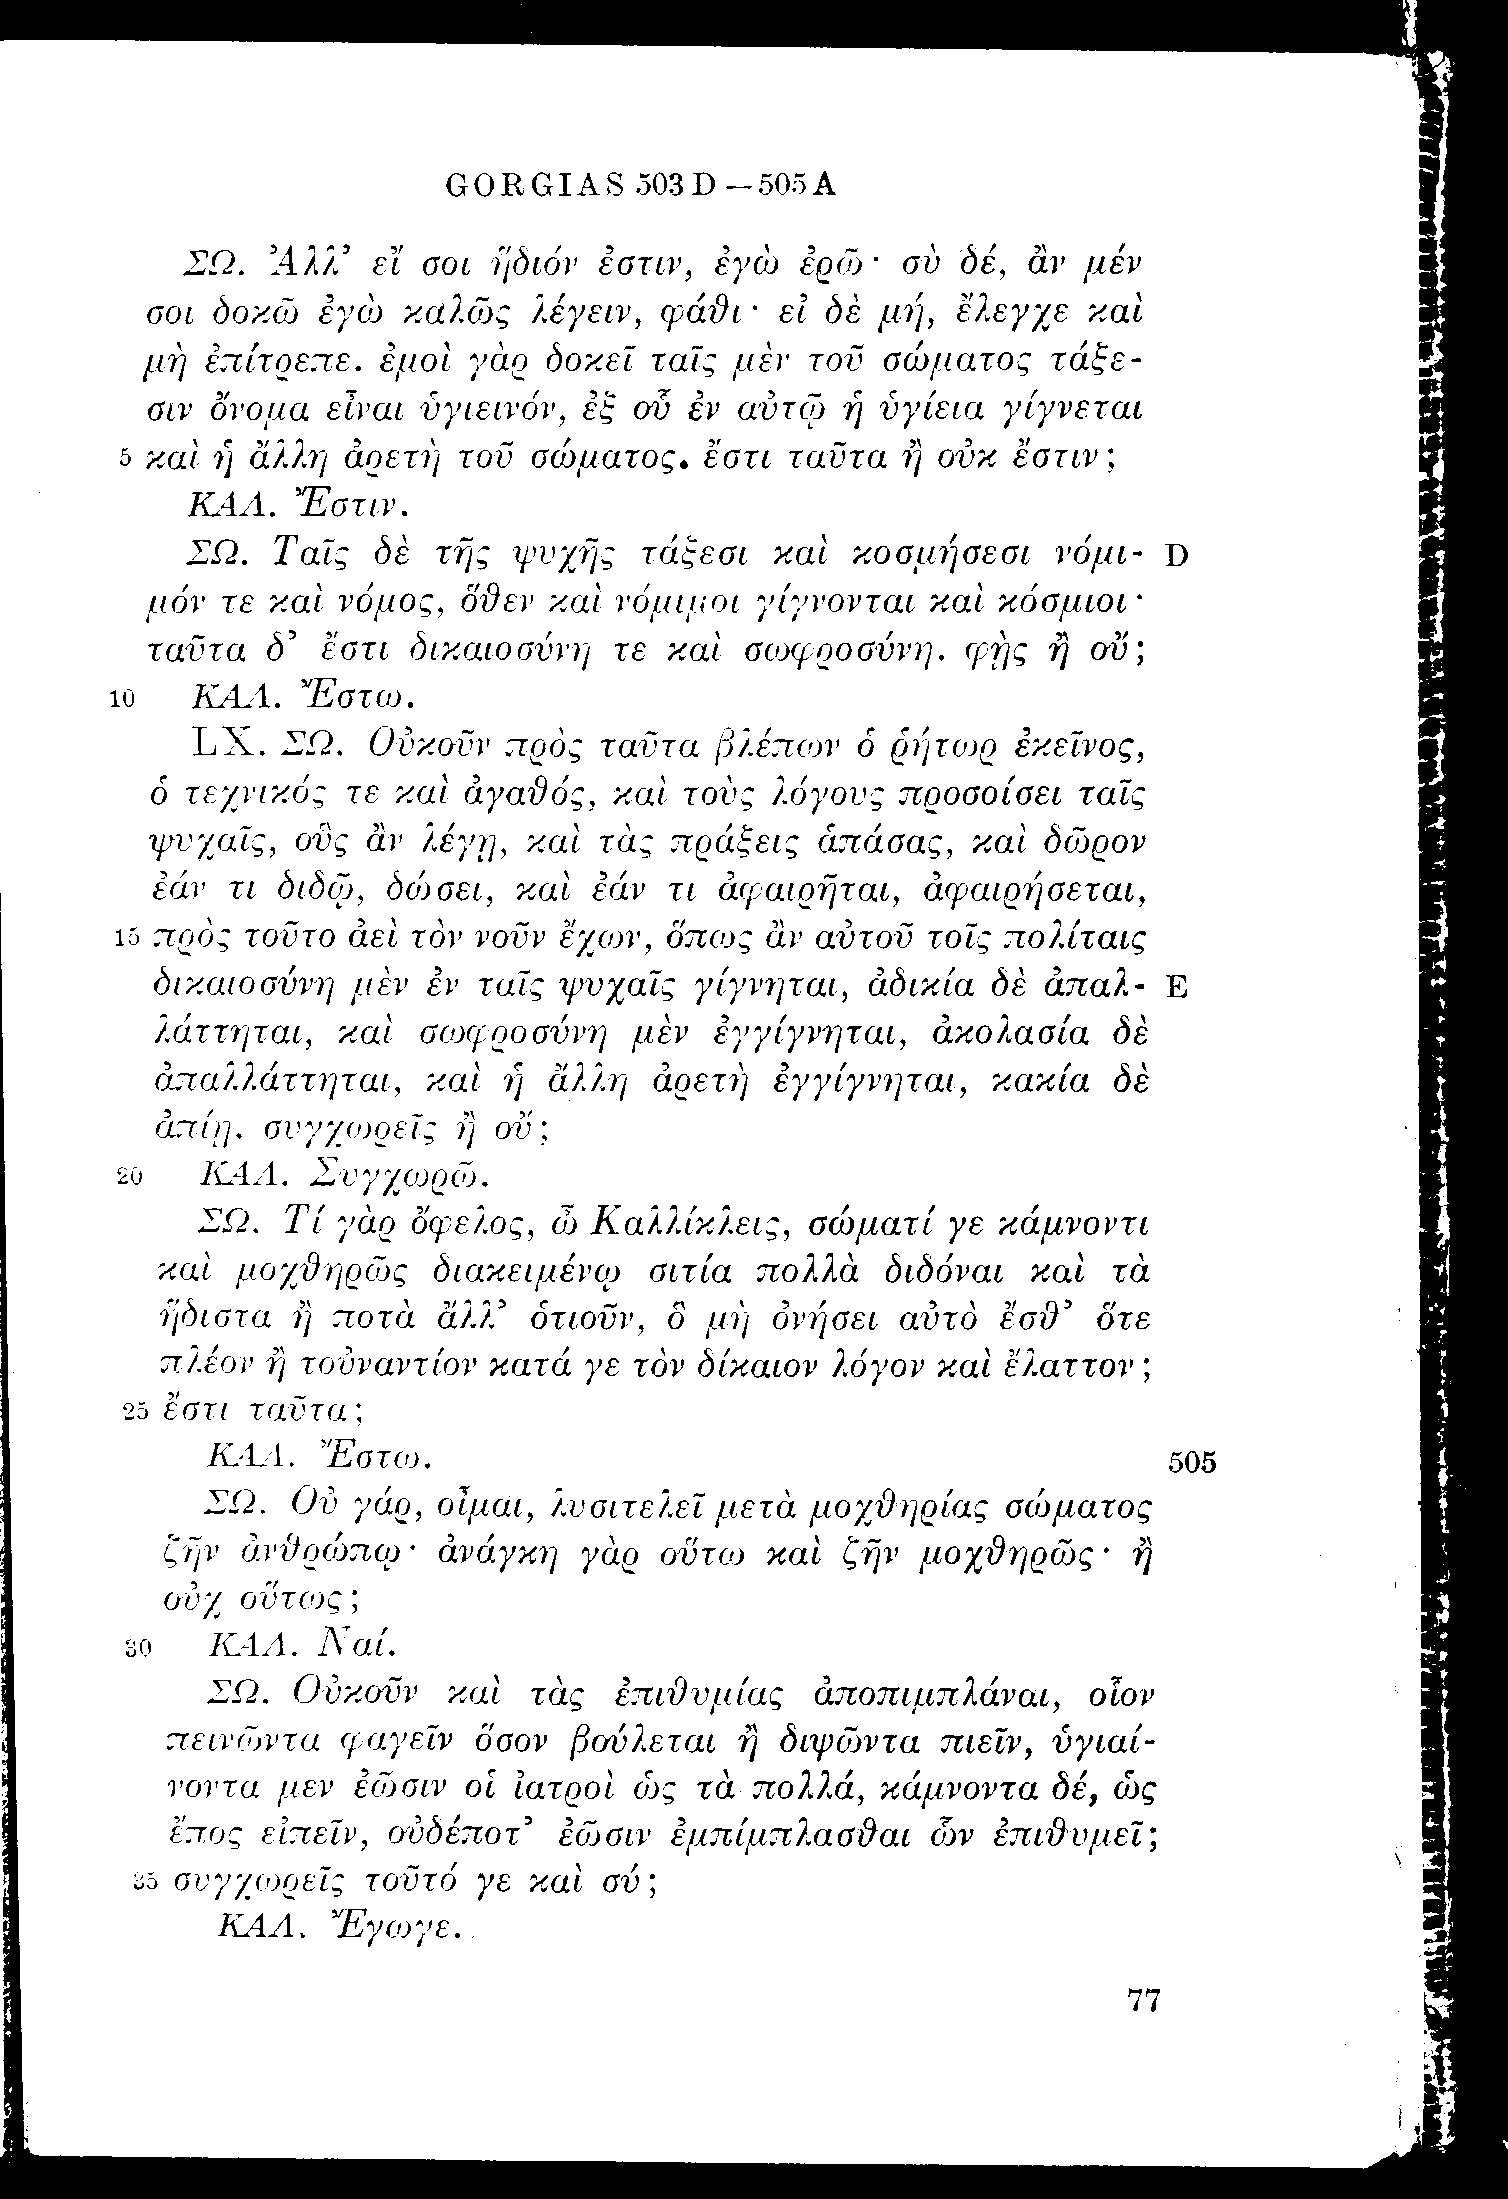 GORGIAS 503 D — 505 A
ΣΩ. Ἀλλ’ εἴ σοι ἥδιόν ἐστιν, ἐγὼ ἐρῶ· σὺ δέ, ἂν μέν
σοι δοκῶ ἐγὼ καλῶς λέγειν, φάθι· εἰ δὲ μή, ἔλεγχε καὶ
μὴ ἐπίτρεπε. ἐμοὶ γὰρ δοκεῖ ταῖς μὲν τοῦ σώματος τάξε-
σιν ὄνομα εἶναι ὑγιεινόν, ἐξ οὗ ἐν αὐτῷ ἡ ὑγίεια γίγνεται
5 καὶ ἡ ἄλλη ἀρετὴ τοῦ σώματος. ἔστι ταῦτα ἢ οὐκ ἔστιν;
ΚΑΛ. Ἔστιν.
ΣΩ. Ταῖς δὲ τῆς ψυχῆς τάξεσι καὶ κοσμήσεσι νόμι- D
μόν τε καὶ νόμος, ὅθεν καὶ νόμιμοι γίγνονται καὶ κόσμιοι·
ταῦτα δ’ ἔστι δικαιοσύνη τε καὶ σωφροσύνη. φῂς ἢ οὔ;
10 ΚΑΛ. Ἔστω.
LX. ΣΩ. Οὐκοῦν πρὸς ταῦτα βλέπων ὁ ῥήτωρ ἐκεῖνος,
ὁ τεχνικός τε καὶ ἀγαθός, καὶ τοὺς λόγους προσοίσει ταῖς
ψυχαῖς, οὓς ἂν λέγῃ, καὶ τὰς πράξεις ἁπάσας, καὶ δῶρον
ἐάν τι διδῷ, δώσει, καὶ ἐάν τι ἀφαιρῆται, ἀφαιρήσεται,
15 πρὸς τοῦτο ἀεὶ τὸν νοῦν ἔχων, ὅπως ἂν αὐτοῦ τοῖς πολίταις
δικαιοσύνη μὲν ἐν ταῖς ψυχαῖς γίγνηται, ἀδικία δὲ ἀπαλ- E
λάττηται, καὶ σωφροσύνη μὲν ἐγγίγνηται, ἀκολασία δὲ
ἀπαλλάττηται, καὶ ἡ ἄλλη ἀρετὴ ἐγγίγνηται, κακία δὲ
ἀπίῃ. συγχωρεῖς ἢ οὔ;
20 ΚΑΛ. Συγχωρῶ.
ΣΩ. Τί γὰρ ὄφελος, ὦ Καλλίκλεις, σώματί γε κάμνοντι
καὶ μοχθηρῶς διακειμένῳ σιτία πολλὰ διδόναι καὶ τὰ
ἥδιστα ἢ ποτὰ ἄλλ’ ὁτιοῦν, ὃ μὴ ὀνήσει αὐτὸ ἔσθ’ ὅτε
πλέον ἢ τοὐναντίον κατά γε τὸν δίκαιον λόγον καὶ ἔλαττον;
25 ἔστι ταῦτα;
ΚΑΛ. Ἔστω. 505
ΣΩ. Οὐ γάρ, οἶμαι, λυσιτελεῖ μετὰ μοχθηρίας σώματος
ζῆν ἀνθρώπῳ· ἀνάγκη γὰρ οὕτω καὶ ζῆν μοχθηρῶς· ἢ
οὐχ οὕτως;
30 ΚΑΛ. Ναί.
ΣΩ. Οὐκοῦν καὶ τὰς ἐπιθυμίας ἀποπιμπλάναι, οἷον
πεινῶντα φαγεῖν ὅσον βούλεται ἢ διψῶντα πιεῖν, ὑγιαί-
νοντα μεν ἐῶσιν οἱ ἰατροὶ ὡς τὰ πολλά, κάμνοντα δέ, ὡς
ἔπος εἰπεῖν, οὐδέποτ’ ἐῶσιν ἐμπίμπλασθαι ὧν ἐπιθυμεῖ;
35 συγχωρεῖς τοῦτό γε καὶ σύ;
ΚΑΛ. Ἔγωγε.
77